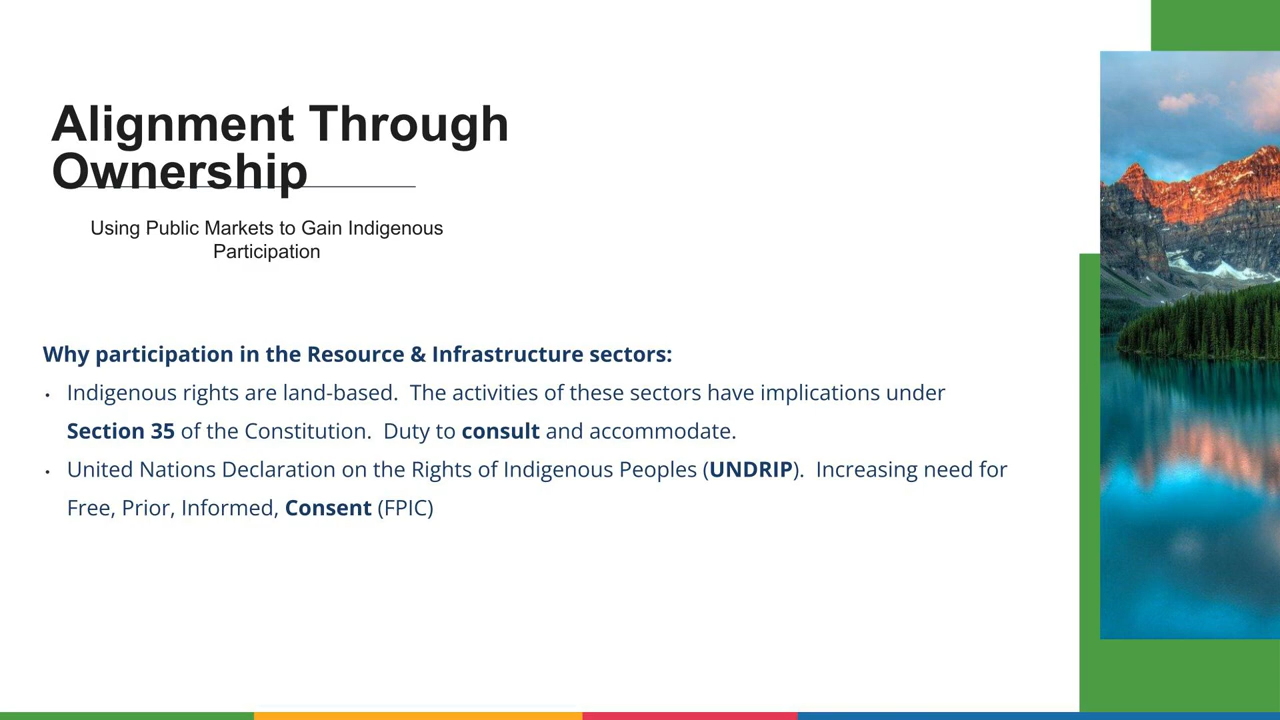 Alignment Through
Ownership
Using Public Markets to Gain Indigenous
Participation
Why participation in the Resource & Infrastructure sectors:
• Indigenous rights are land-based.  The activities of these sectors have implications under
Section 35 of the Constitution.  Duty to consult and accommodate.
• United Nations Declaration on the Rights of Indigenous Peoples (UNDRIP).  Increasing need for
Free, Prior, Informed, Consent (FPIC)